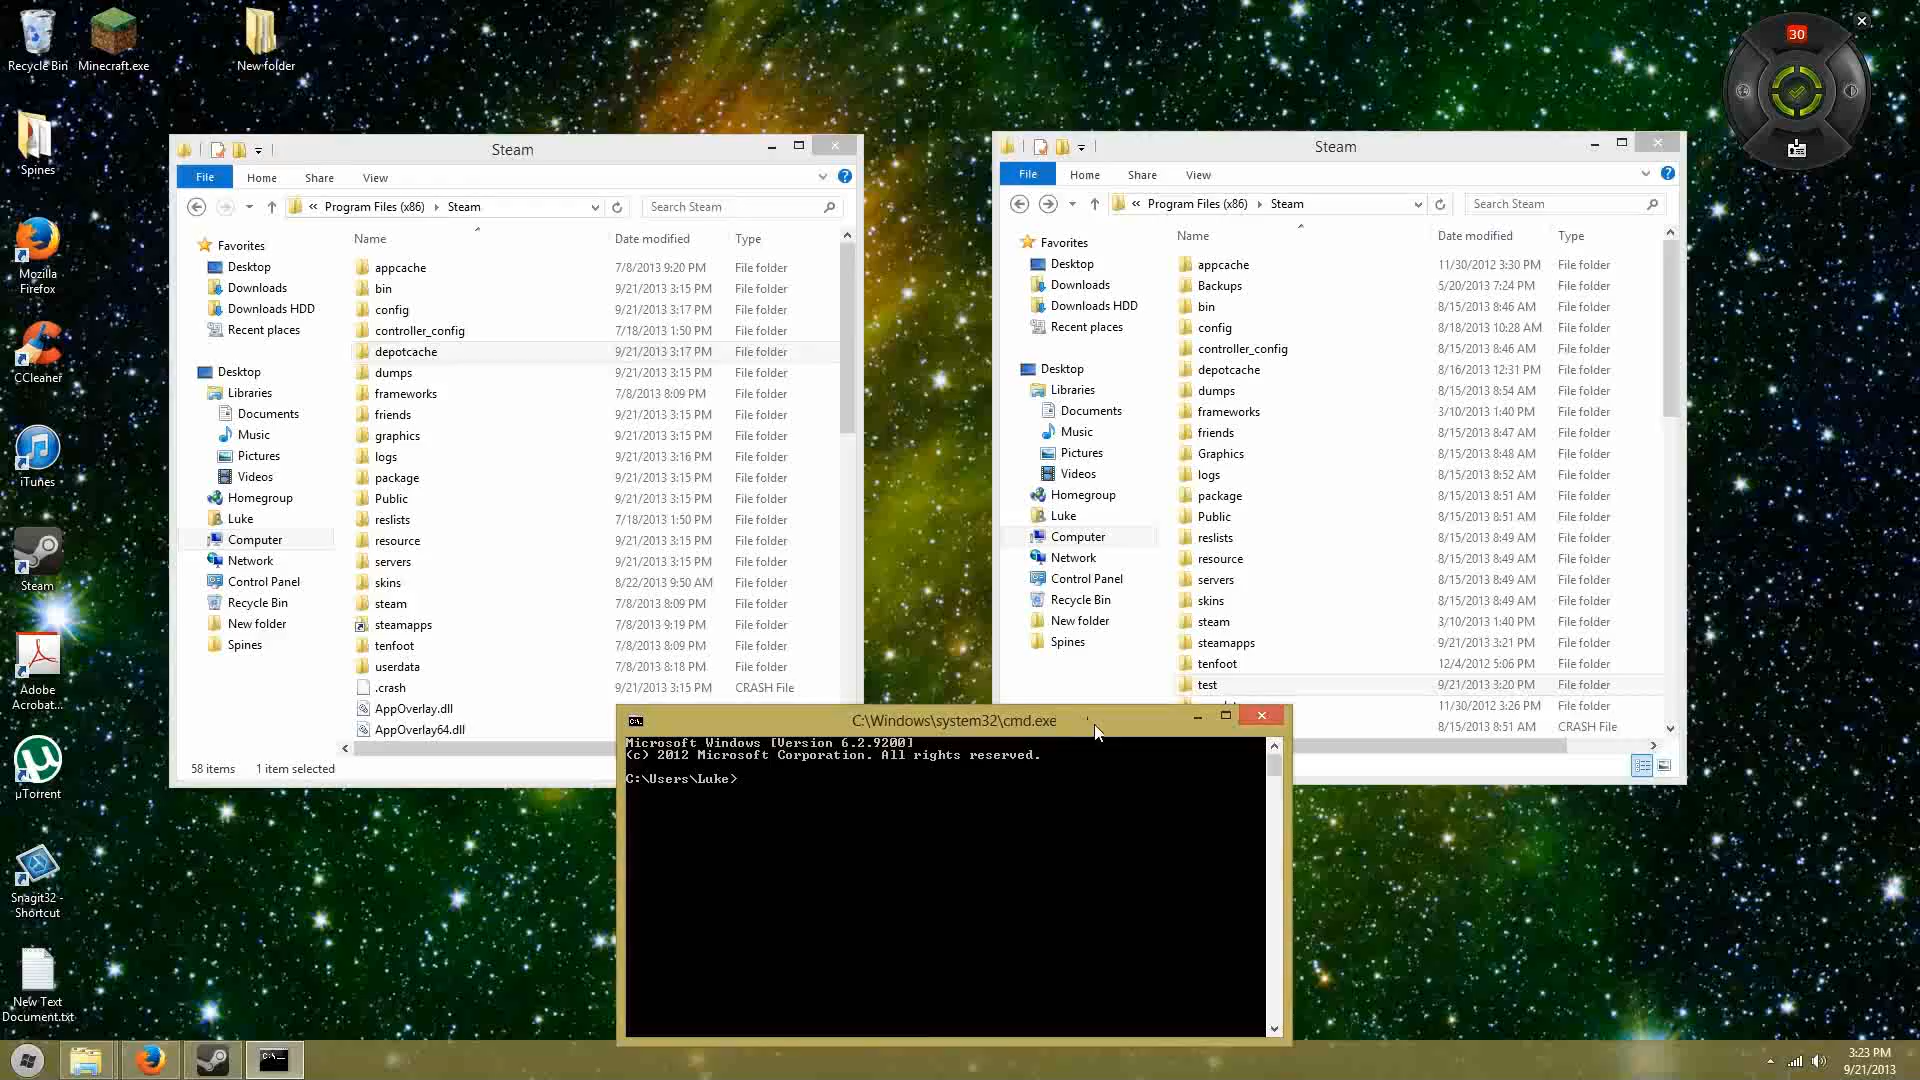 Recycle Bin
Minecraft.exe
New folder
30
Spines
Mozilla
Firefox
CCleaner
iTunes
Steam
Adobe
Acrobat...
µTorrent
Snagit32 -
Shortcut
New Text
Document.txt
Steam
File Home Share View
« Program Files (x86) Steam
Search Steam
Favorites
Desktop
Downloads
Downloads HDD
Recent places
Desktop
Libraries
Documents
Music
Pictures
Videos
Homegroup
Luke
Computer
Network
Control Panel
Recycle Bin
New folder
Spines
Name Date modified Type
appcache 7/8/2013 9:20 PM File folder
bin 9/21/2013 3:15 PM File folder
config 9/21/2013 3:17 PM File folder
controller_config 7/18/2013 1:50 PM File folder
depotcache 9/21/2013 3:17 PM File folder
dumps 9/21/2013 3:15 PM File folder
frameworks 7/8/2013 8:09 PM File folder
friends 9/21/2013 3:15 PM File folder
graphics 9/21/2013 3:15 PM File folder
logs 9/21/2013 3:16 PM File folder
package 9/21/2013 3:15 PM File folder
Public 9/21/2013 3:15 PM File folder
reslists 7/18/2013 1:50 PM File folder
resource 9/21/2013 3:15 PM File folder
servers 9/21/2013 3:15 PM File folder
skins 8/22/2013 9:50 AM File folder
steam 7/8/2013 8:09 PM File folder
steamapps 7/8/2013 9:19 PM File folder
tenfoot 7/8/2013 8:09 PM File folder
userdata 7/8/2013 8:18 PM File folder
.crash 9/21/2013 3:15 PM CRASH File
AppOverlay.dll
AppOverlay64.dll
58 items 1 item selected
Steam
File Home Share View
« Program Files (x86) Steam
Search Steam
Favorites
Desktop
Downloads
Downloads HDD
Recent places
Desktop
Libraries
Documents
Music
Pictures
Videos
Homegroup
Luke
Computer
Network
Control Panel
Recycle Bin
New folder
Spines
Name Date modified Type
appcache 11/30/2012 3:30 PM File folder
Backups 5/20/2013 7:24 PM File folder
bin 8/15/2013 8:46 AM File folder
config 8/18/2013 10:28 AM File folder
controller_config 8/15/2013 8:46 AM File folder
depotcache 8/16/2013 12:31 PM File folder
dumps 8/15/2013 8:54 AM File folder
frameworks 3/10/2013 1:40 PM File folder
friends 8/15/2013 8:47 AM File folder
Graphics 8/15/2013 8:48 AM File folder
logs 8/15/2013 8:52 AM File folder
package 8/15/2013 8:51 AM File folder
Public 8/15/2013 8:51 AM File folder
reslists 8/15/2013 8:49 AM File folder
resource 8/15/2013 8:49 AM File folder
servers 8/15/2013 8:49 AM File folder
skins 8/15/2013 8:49 AM File folder
steam 3/10/2013 1:40 PM File folder
steamapps 9/21/2013 3:21 PM File folder
tenfoot 12/4/2012 5:06 PM File folder
test 9/21/2013 3:20 PM File folder
11/30/2012 3:26 PM File folder
8/15/2013 8:51 AM CRASH File
C:\Windows\system32\cmd.exe
Microsoft Windows [Version 6.2.9200]
(c) 2012 Microsoft Corporation. All rights reserved.
C:\Users\Luke>
3:23 PM
9/21/2013